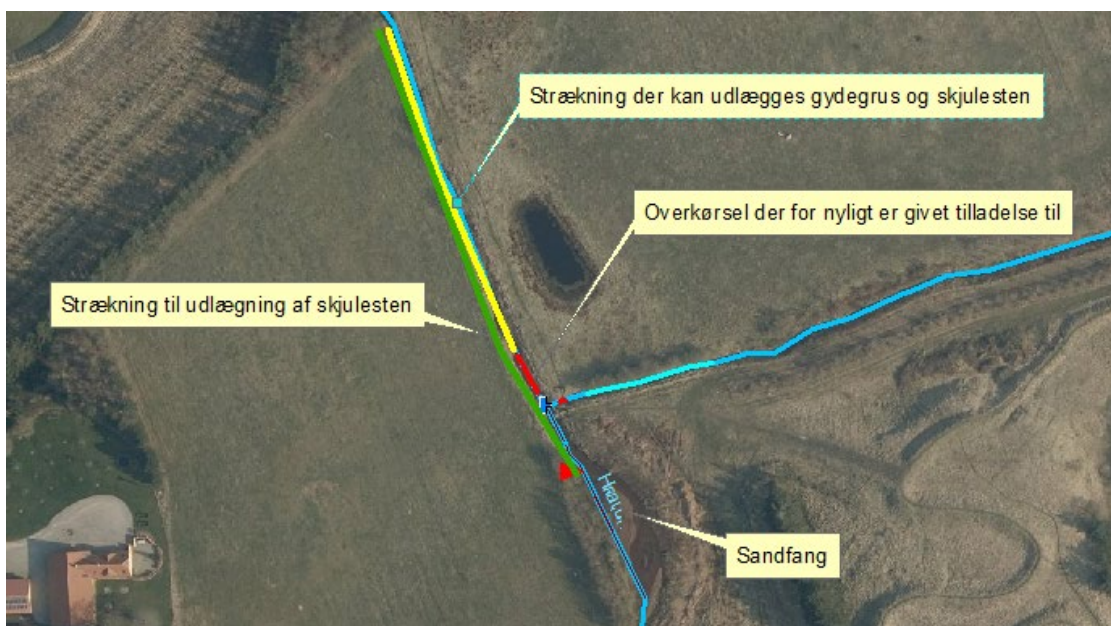 Strækning der kan udlægges gydegrus og skjulesten
Overkørsel der for nyligt er givet tilladelse til
Strækning til udlægning af skjulesten
Sandfang